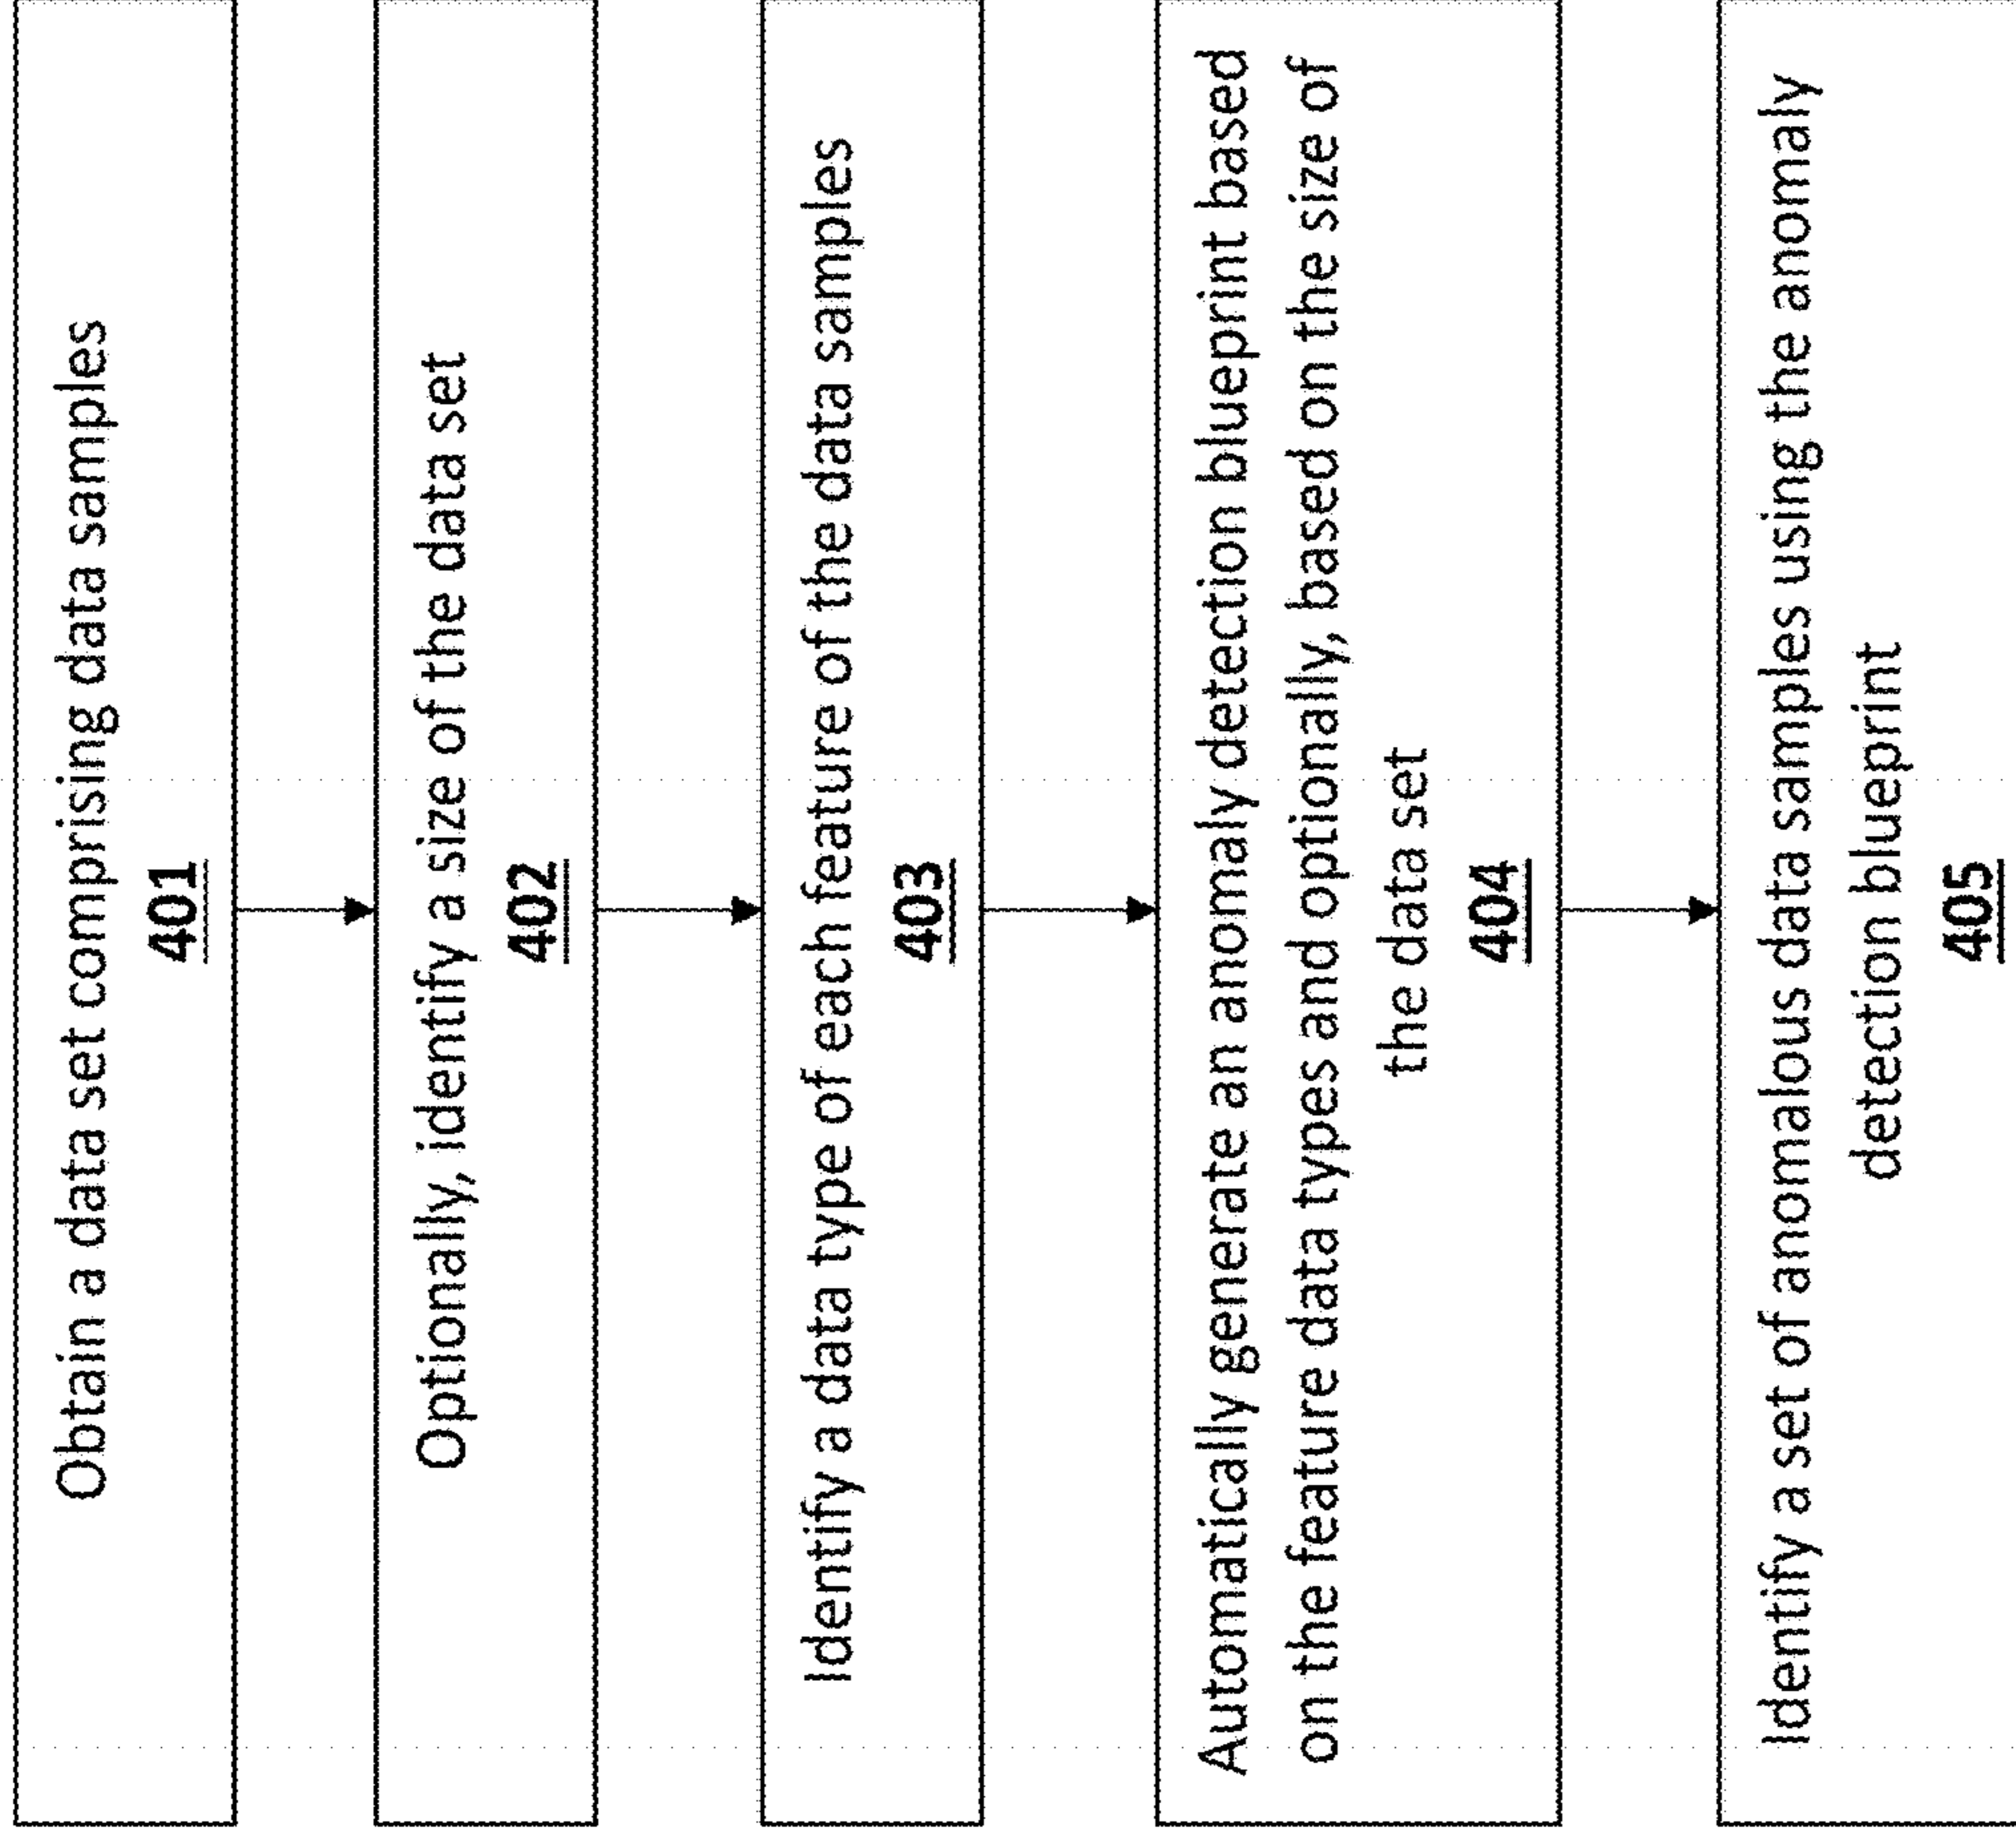 Obtain a data set comprising data samples
401
Optionally, identify a size of the data set
402
Identify a data type of each feature of the data samples
403
Automatically generate an anomaly detection blueprint based
on the feature data types and optionally, based on the size of
the data set
404
Identify a set of anomalous data samples using the anomaly
detection blueprint
405